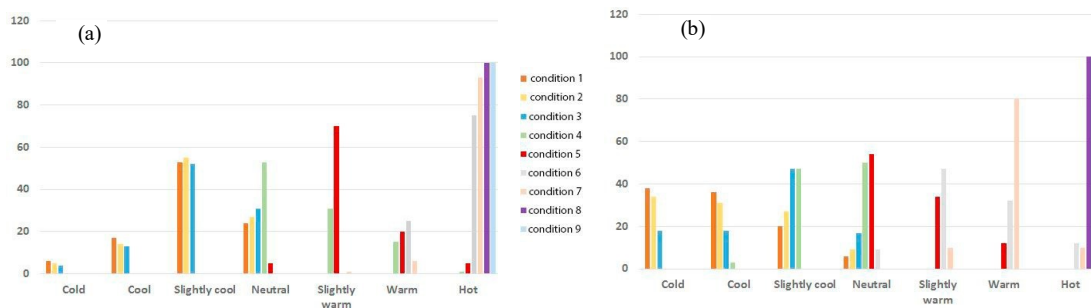 (a)
120
100
80
60
40
20
0
Cold Cool Slightly cool Neutral Slightly warm Warm Hot
condition 1
condition 2
condition 3
condition 4
condition 5
condition 6
condition 7
condition 8
condition 9
(b)
120
100
80
60
40
20
0
Cold Cool Slightly cool Neutral Slightly warm Warm Hot